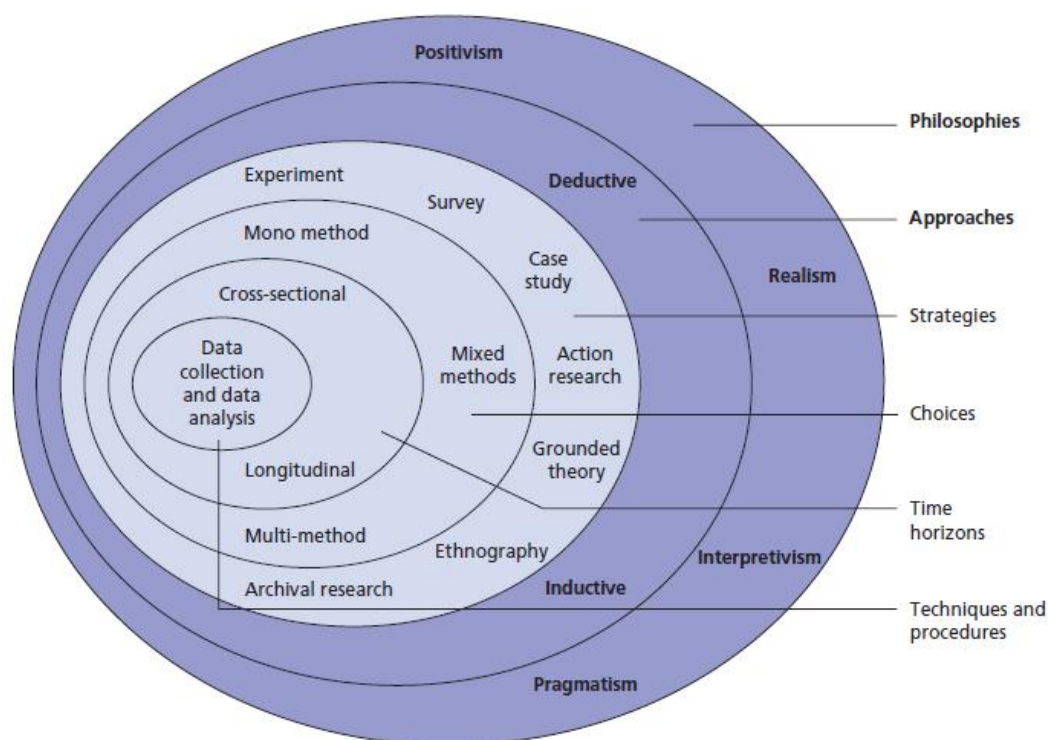 Positivism
Philosophies
Experiment
Deductive
Survey
Approaches
Mono method
Case
study
Realism
Cross-sectional
Strategies
Data
collection
and data
analysis
Mixed
methods
Action
research
Choices
Grounded
theory
Longitudinal
Time
horizons
Multi-method
Ethnography
Interpretivism
Archival research
Inductive
Techniques and
procedures
Pragmatism